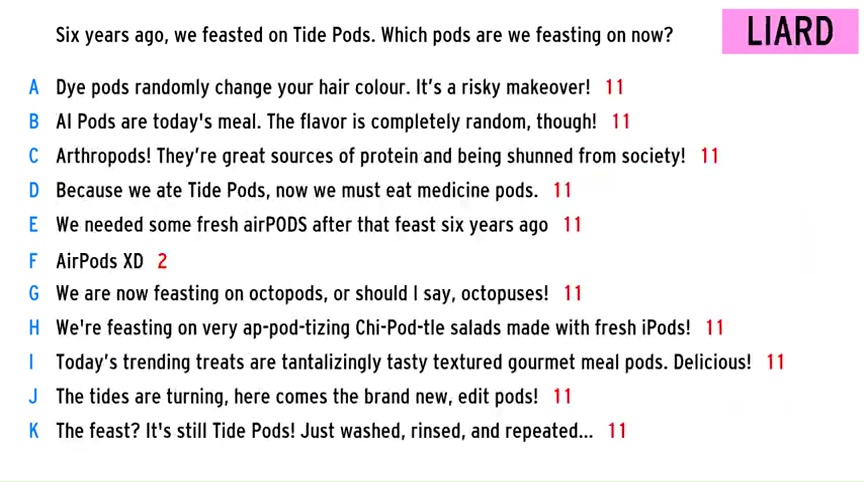 Six years ago, we feasted on Tide Pods. Which pods are we feasting on now?
LIARD
A Dye pods randomly change your hair colour. It's a risky makeover! 11
B AI Pods are today's meal. The flavor is completely random, though! 11
C Arthropods! They're great sources of protein and being shunned from society! 11
D Because we ate Tide Pods, now we must eat medicine pods. 11
E We needed some fresh airPODS after that feast six years ago 11
F AirPods XD 2
G We are now feasting on octopods, or should I say, octopuses! 11
H We're feasting on very ap-pod-tizing Chi-Pod-tle salads made with fresh iPods! 11
I Today's trending treats are tantalizingly tasty textured gourmet meal pods. Delicious! 11
J The tides are turning, here comes the brand new, edit pods! 11
K The feast? It's still Tide Pods! Just washed, rinsed, and repeated... 11